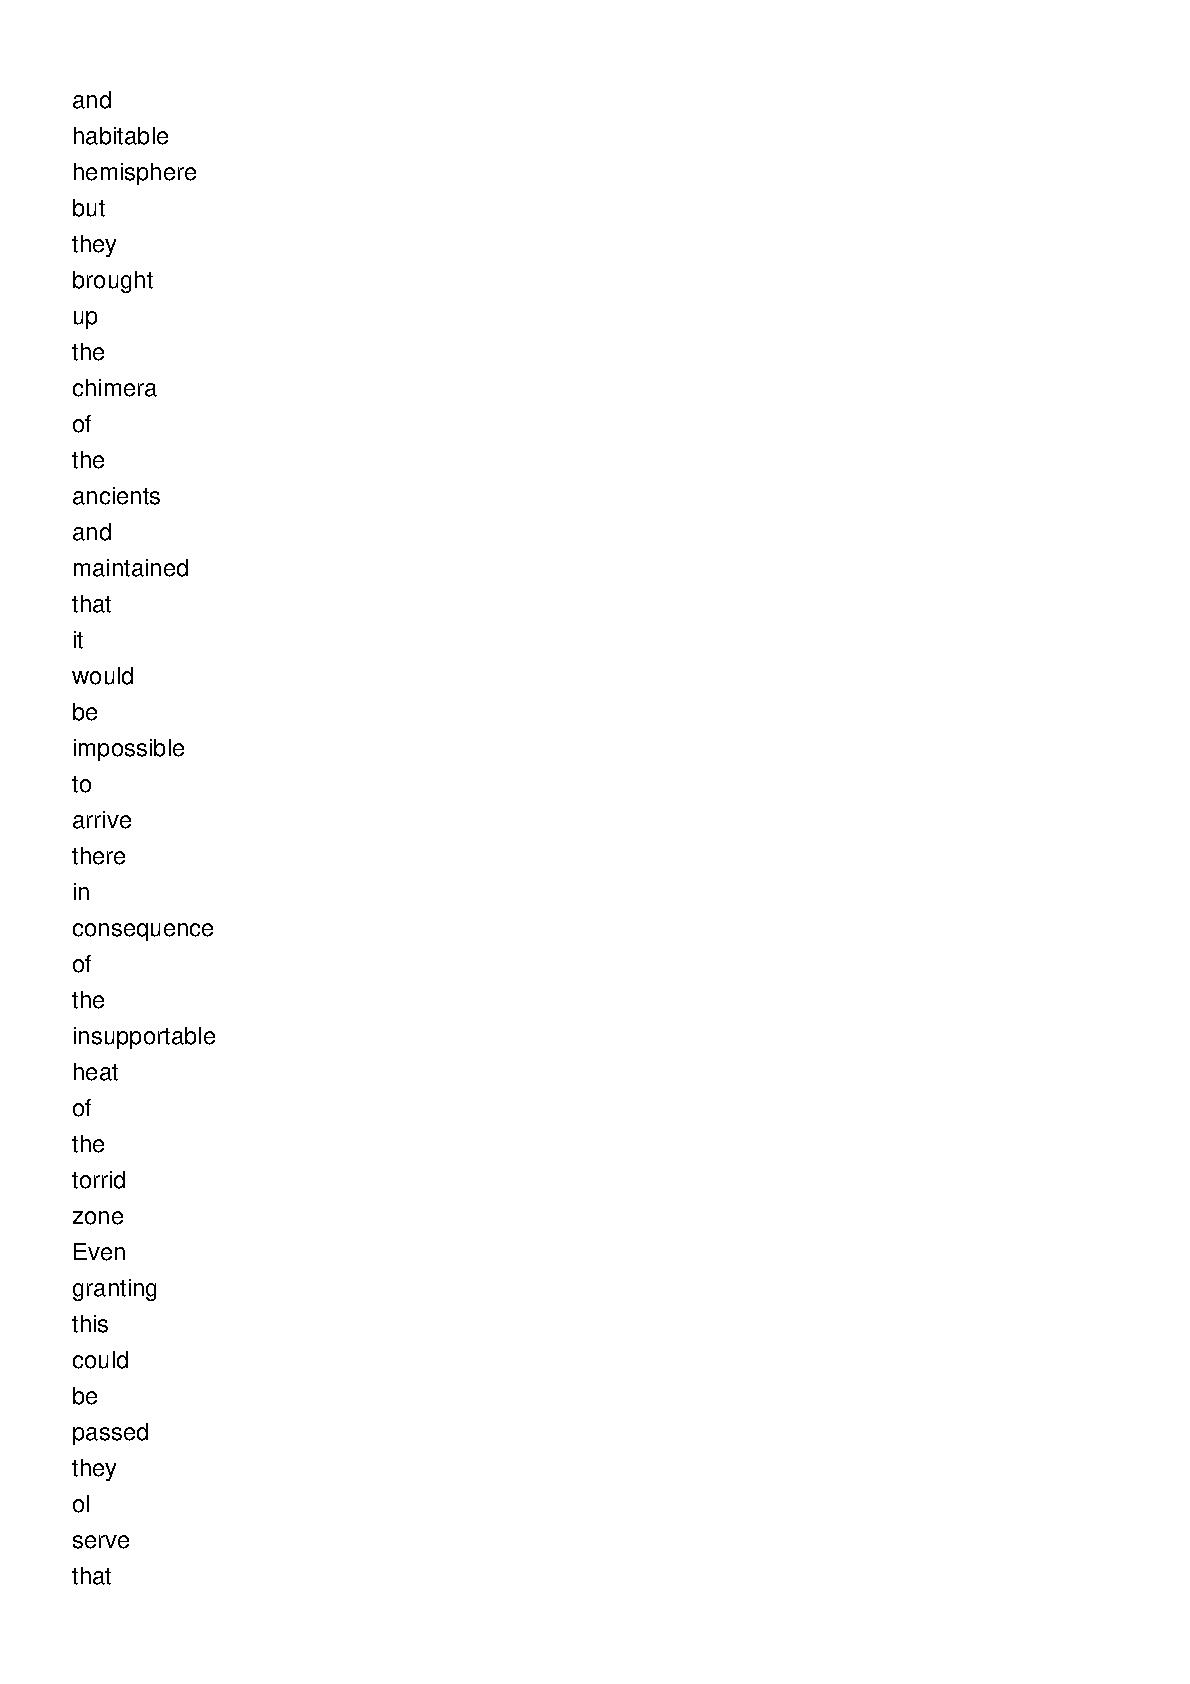 and
habitable
hemisphere
but
they
brought
up
the
chimera
of
the
ancients
and
maintained
that
it
would
be
impossible
to
arrive
there
in
consequence
of
the
insupportable
heat
of
the
torrid
zone
Even
granting
this
could
be
passed
they
ol
serve
that